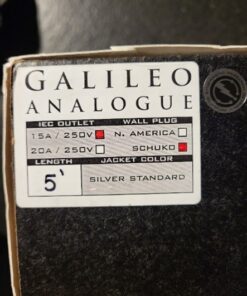 GALILEO
ANALOGUE
IEC OUTLET WALL PLUG
15A / 250V N. AMERICA
20A / 250V SCHUKO
LENGTH JACKET COLOR
5' SILVER STANDARD